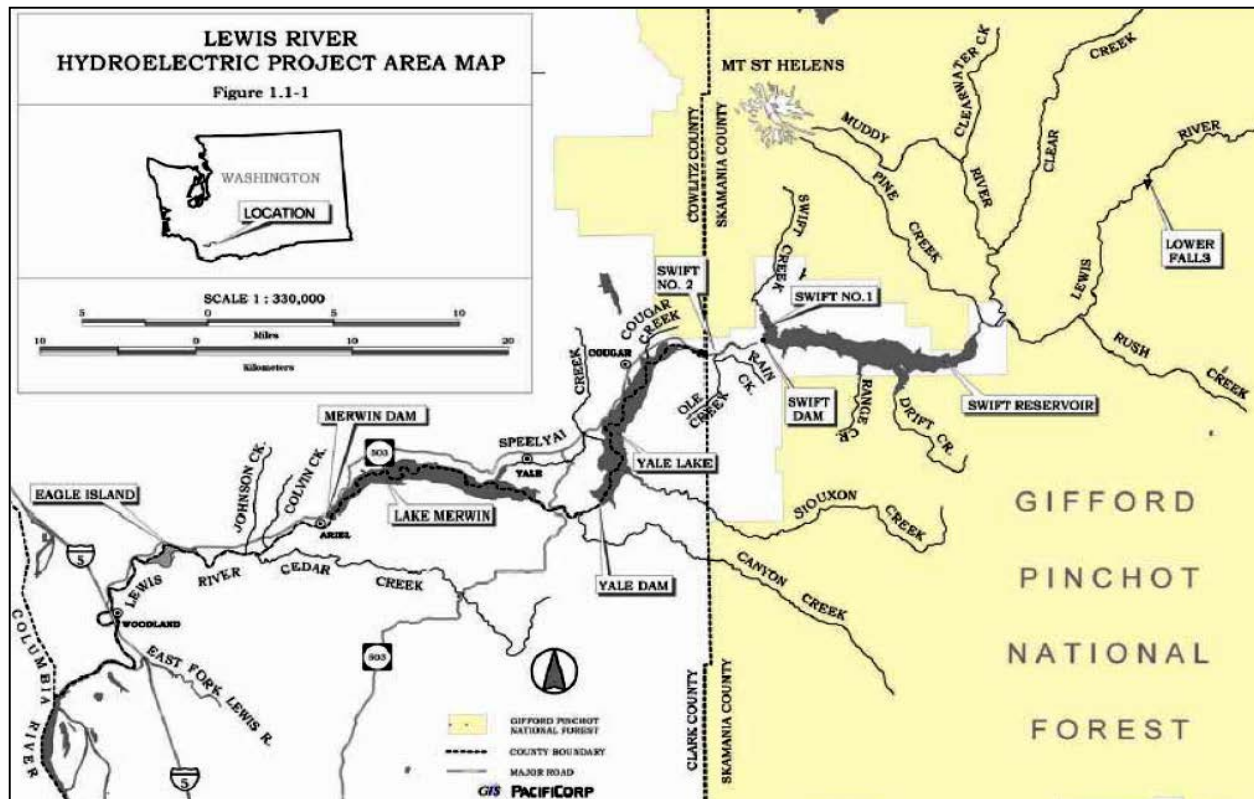 LEWIS RIVER
HYDROELECTRIC PROJECT AREA MAP
Figure 1.1-1
WASHINGTON
LOCATION
SCALE 1 : 330,000
5 0 5 10
Miles
10 0 10 20
Kilometers
MT ST HELENS
CLEARWATER CK
CLEAR CREEK
MUDDY RIVER
PINE CREEK
LEWIS RIVER
LOWER
FALLS
RUSH CREEK
COWLITZ COUNTY
SKAMANIA COUNTY
SWIFT CREEK
SWIFT
NO. 2
SWIFT NO.1
COUGAR CREEK
COUGAR
OLE CREEK
RAIN CK.
SWIFT
DAM
RANGE CR.
DRIFT CR.
SWIFT RESERVOIR
MERWIN DAM
503
SPEELYAI CREEK
YALE
YALE LAKE
EAGLE ISLAND
JOHNSON CK.
COLVIN CK.
ARIEL
LAKE MERWIN
SIOUXON CREEK
5
LEWIS RIVER
CEDAR CREEK
YALE DAM
CANYON CREEK
WOODLAND
EAST FORK LEWIS R.
COLUMBIA RIVER
503
5
CLARK COUNTY
SKAMANIA COUNTY
GIFFORD
PINCHOT
NATIONAL
FOREST
GIFFORD PINCHOT
NATIONAL FOREST
COUNTY BOUNDARY
MAJOR ROAD
GIS PACIFICORP